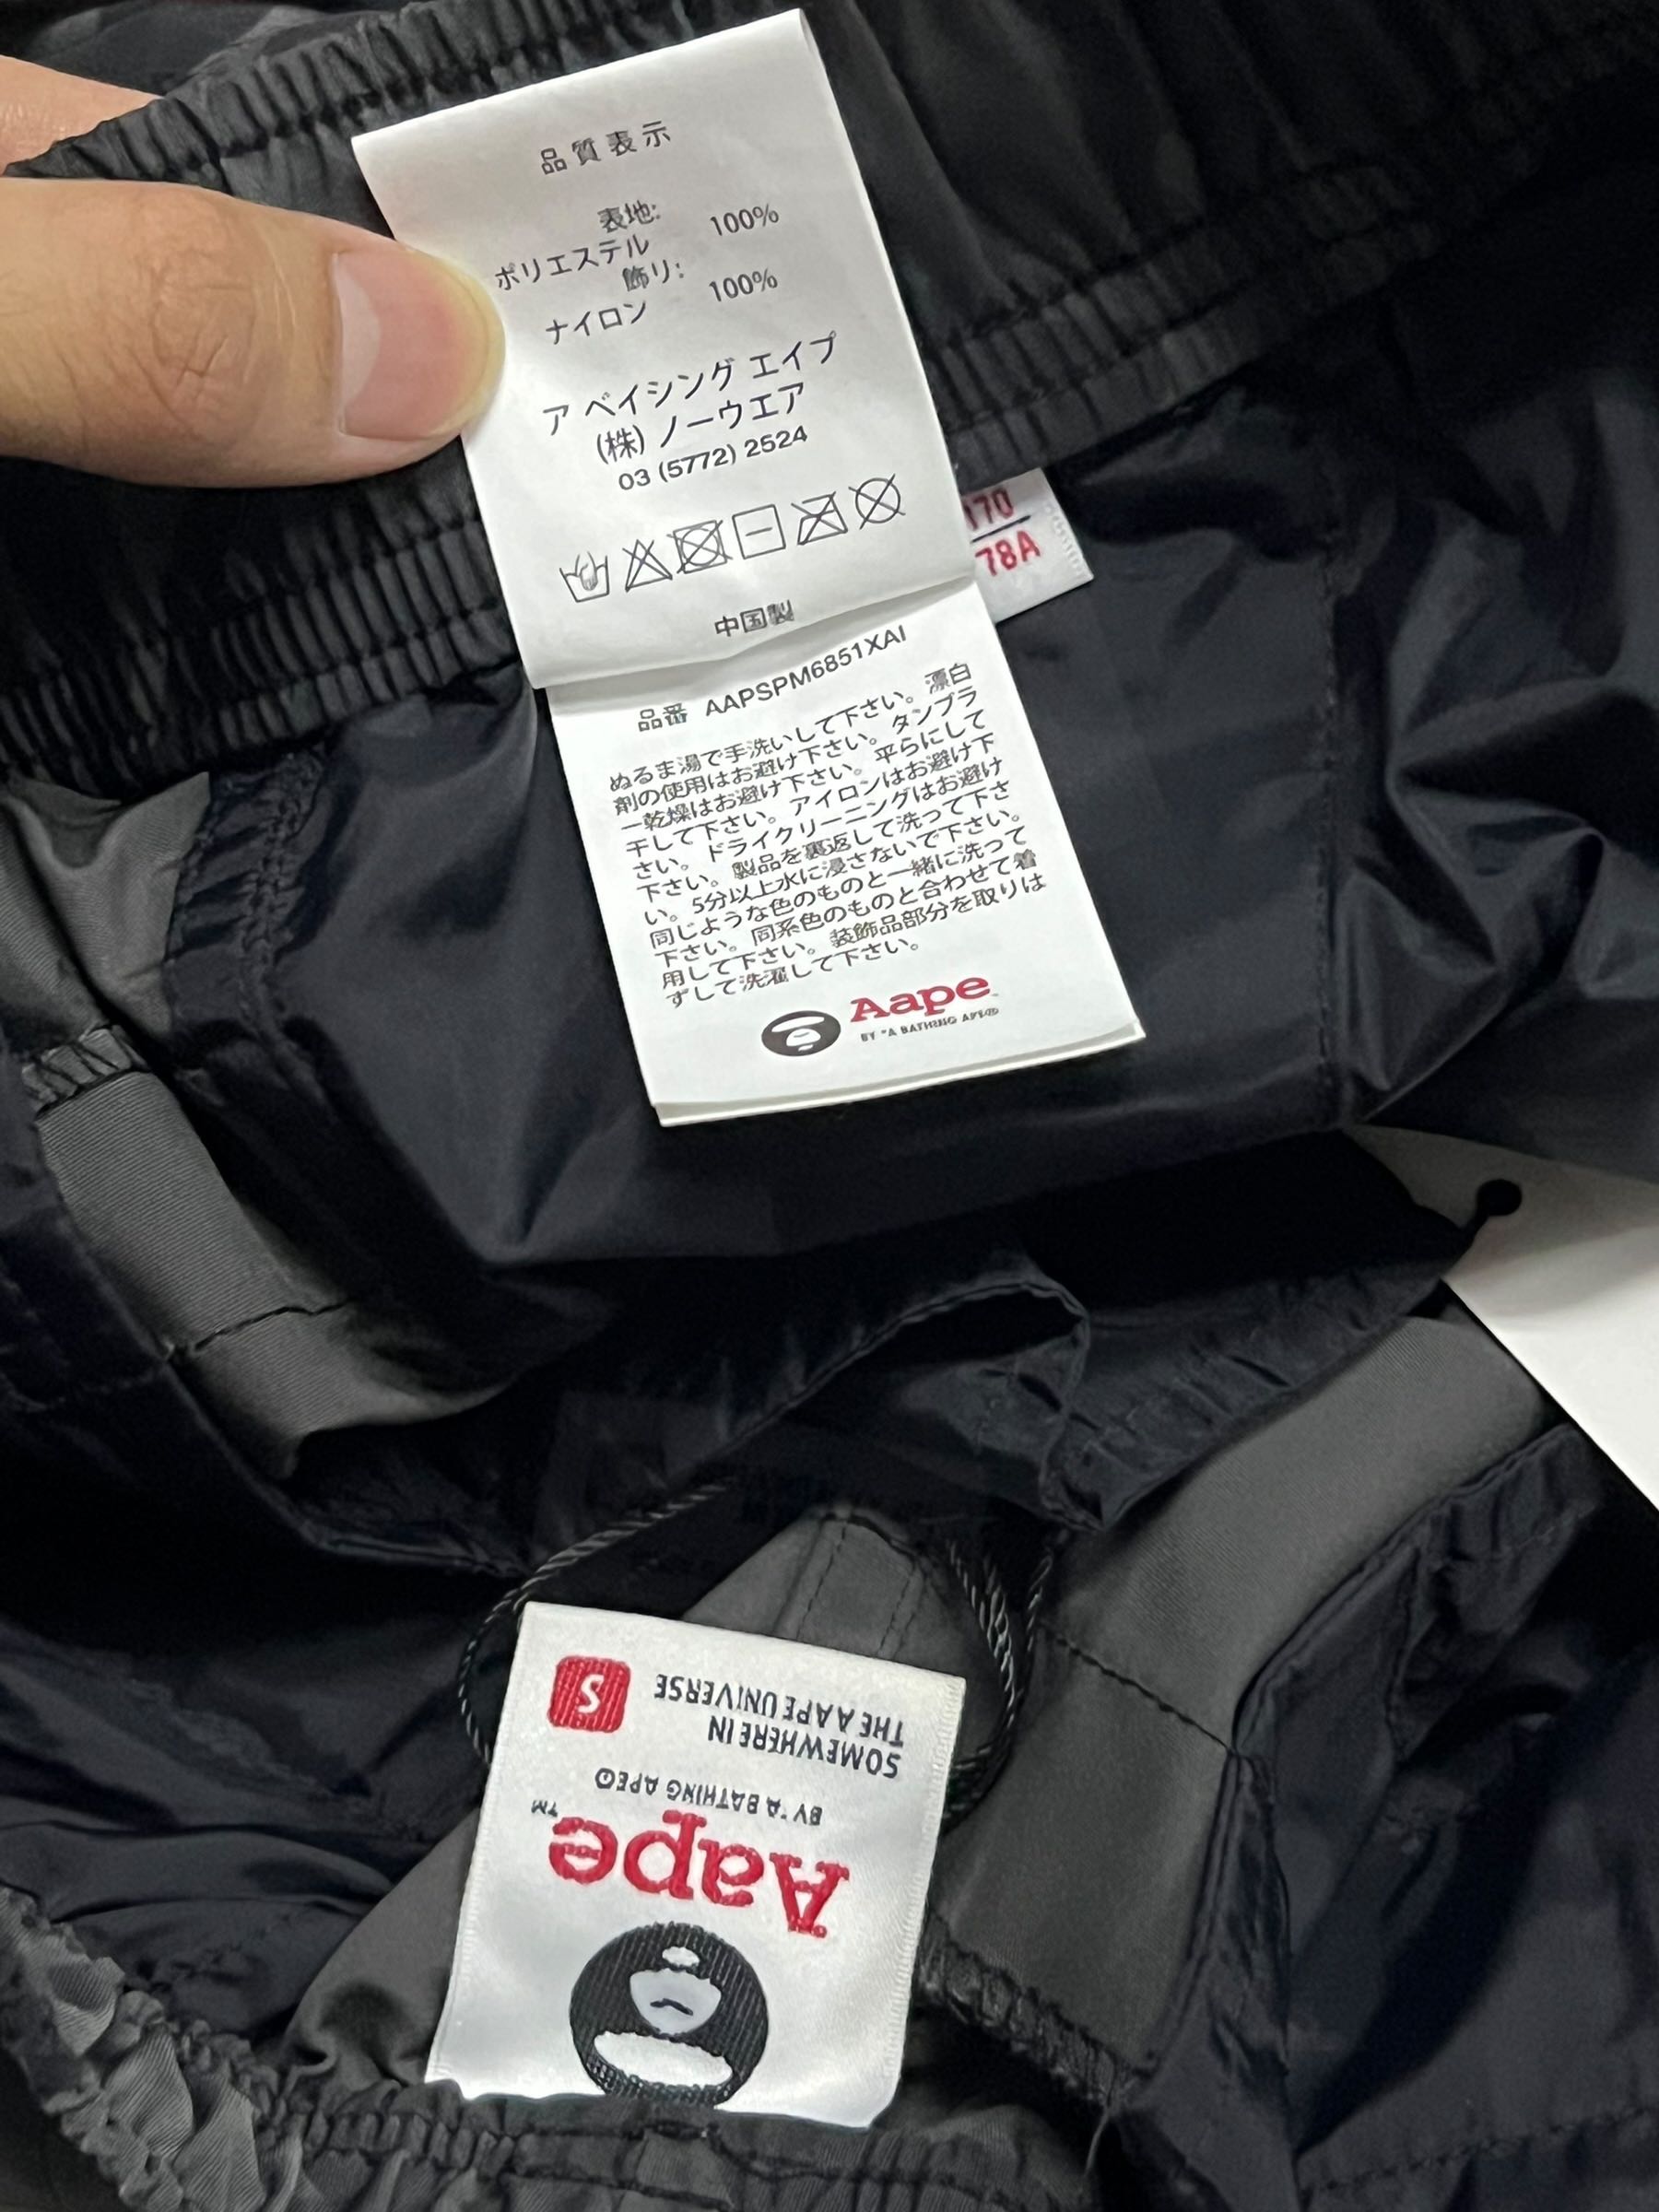 品質表示
表地:
ポリエステル 100%
飾り:
ナイロン 100%
ア ベイシング エイプ
(株) ノーウエア
03 (5772) 2524
中国製
170
78A
品番 AAPSPM6851XAI
ぬるま湯で手洗いして下さい。漂白
剤の使用はお避け下さい。タンブラ
ー乾燥はお避け下さい。平らにして
干して下さい。アイロンはお避け下
さい。ドライクリーニングはお避け
下さい。製品を裏返して洗って下さ
い。5分以上水に浸さないで下さい。
同じような色のものと一緒に洗って
下さい。同系色のものと合わせて着
用して下さい。装飾品部分を取りは
ずして洗濯して下さい。
Aape™
BY *A BATHING APE®
Aape™
BY *A BATHING APE®
SOMEWHERE IN
THE AAPE UNIVERSE
S